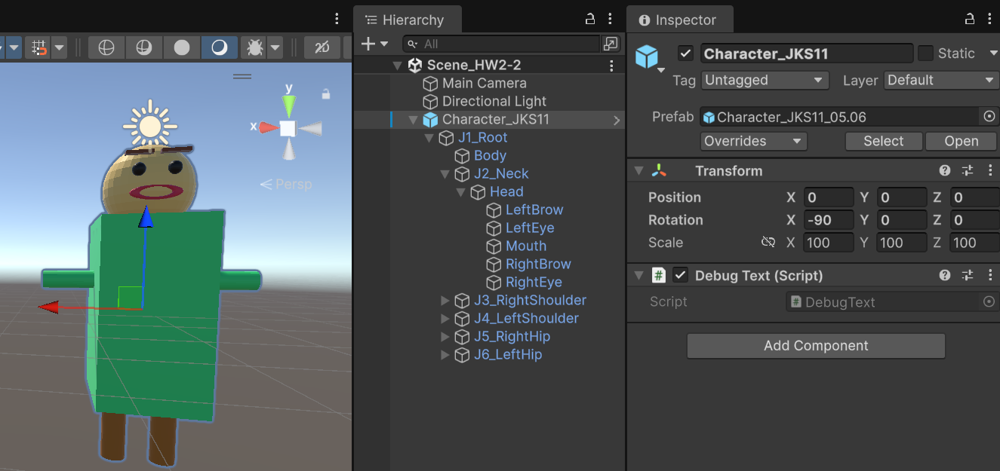 Hierarchy
Inspector
2D
All
Character_JKS11
Static
Scene_HW2-2
Tag Untagged
Layer Default
Main Camera
Directional Light
Character_JKS11
Prefab Character_JKS11_05.06
Overrides
Select
Open
J1_Root
Body
J2_Neck
Head
LeftBrow
LeftEye
Mouth
RightBrow
RightEye
J3_RightShoulder
J4_LeftShoulder
J5_RightHip
J6_LeftHip
y
x
Persp
Transform
Position X 0 Y 0 Z 0
Rotation X -90 Y 0 Z 0
Scale X 100 Y 100 Z 100
# Debug Text (Script)
Script # DebugText
Add Component